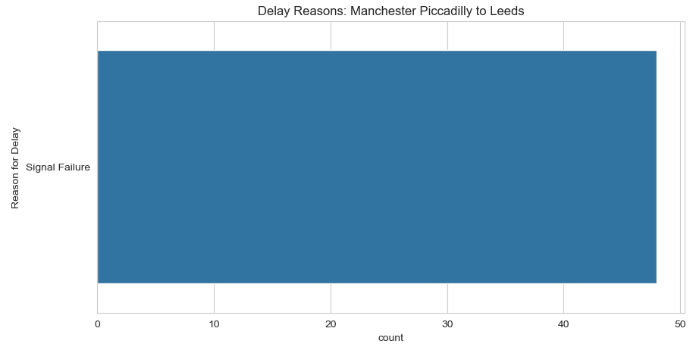 Delay Reasons: Manchester Piccadilly to Leeds
Reason for Delay
Signal Failure
0 10 20 30 40 50
count